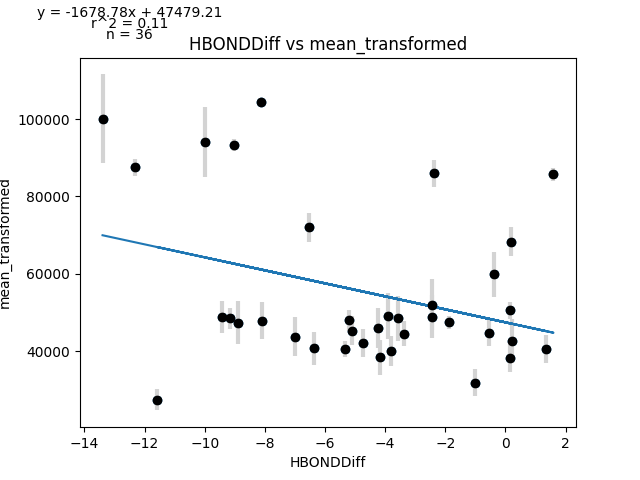 y = -1678.78x + 47479.21
r^2 = 0.11
n = 36
HBONDDiff vs mean_transformed
mean_transformed
100000
80000
60000
40000
−14
−12
−10
−8
−6
−4
−2
0
2
HBONDDiff